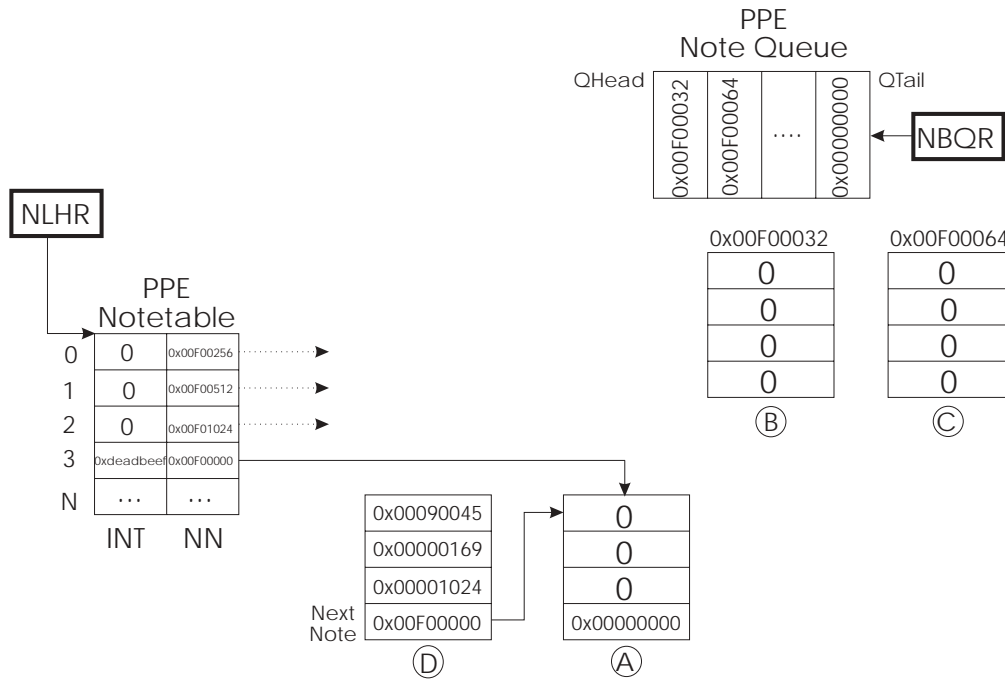 PPE
Note Queue
QHead
0x00F00032
0x00F00064
....
0x00000000
QTail
NBQR
NLHR
0x00F00032
0x00F00064
0
0
0
0
0
0
0
0
B
C
PPE
Notetable
0
0
0x00F00256
1
0
0x00F00512
2
0
0x00F01024
3
0xdeadbeef
0x00F00000
N
...
...
INT
NN
0x00090045
0x00000169
0x00001024
Next
Note
0x00F00000
D
0
0
0
0x00000000
A